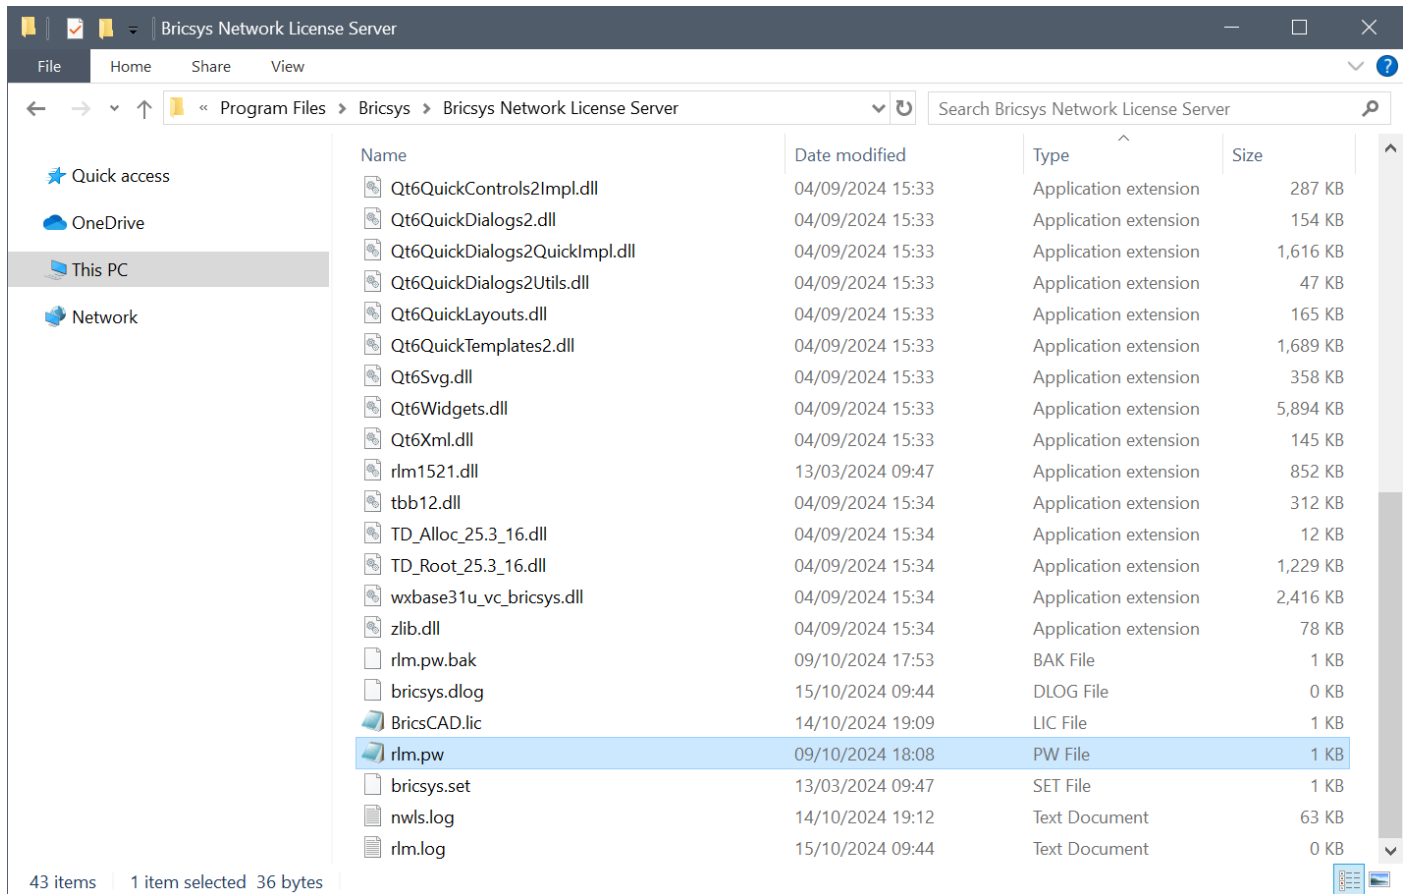 Bricsys Network License Server
File Home Share View ?
« Program Files > Bricsys > Bricsys Network License Server Search Bricsys Network License Server
Name Date modified Type Size
Quick access
OneDrive
This PC
Network
Qt6QuickControls2Impl.dll 04/09/2024 15:33 Application extension 287 KB
Qt6QuickDialogs2.dll 04/09/2024 15:33 Application extension 154 KB
Qt6QuickDialogs2QuickImpl.dll 04/09/2024 15:33 Application extension 1,616 KB
Qt6QuickDialogs2Utils.dll 04/09/2024 15:33 Application extension 47 KB
Qt6QuickLayouts.dll 04/09/2024 15:33 Application extension 165 KB
Qt6QuickTemplates2.dll 04/09/2024 15:33 Application extension 1,689 KB
Qt6Svg.dll 04/09/2024 15:33 Application extension 358 KB
Qt6Widgets.dll 04/09/2024 15:33 Application extension 5,894 KB
Qt6Xml.dll 04/09/2024 15:33 Application extension 145 KB
rlm1521.dll 13/03/2024 09:47 Application extension 852 KB
tbb12.dll 04/09/2024 15:34 Application extension 312 KB
TD_Alloc_25.3_16.dll 04/09/2024 15:34 Application extension 12 KB
TD_Root_25.3_16.dll 04/09/2024 15:34 Application extension 1,229 KB
wxbase31u_vc_bricsys.dll 04/09/2024 15:34 Application extension 2,416 KB
zlib.dll 04/09/2024 15:34 Application extension 78 KB
rlm.pw.bak 09/10/2024 17:53 BAK File 1 KB
bricsys.dlog 15/10/2024 09:44 DLOG File 0 KB
BricsCAD.lic 14/10/2024 19:09 LIC File 1 KB
rlm.pw 09/10/2024 18:08 PW File 1 KB
bricsys.set 13/03/2024 09:47 SET File 1 KB
nwls.log 14/10/2024 19:12 Text Document 63 KB
rlm.log 15/10/2024 09:44 Text Document 0 KB
43 items 1 item selected 36 bytes